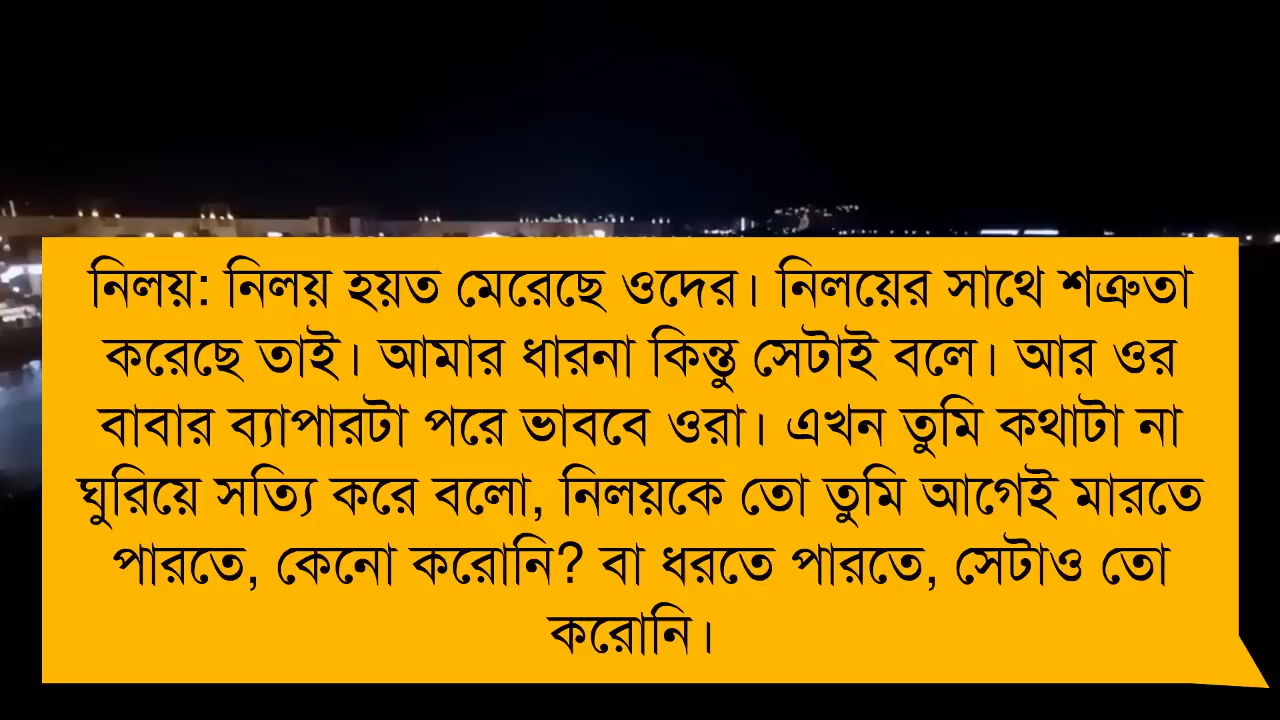 নিলয়: নিলয় হয়ত মেরেছে ওদের। নিলয়ের সাথে শত্রুতা
করেছে তাই। আমার ধারনা কিন্তু সেটাই বলে। আর ওর
বাবার ব্যাপারটা পরে ভাববে ওরা। এখন তুমি কথাটা না
ঘুরিয়ে সত্যি করে বলো, নিলয়কে তো তুমি আগেই মারতে
পারতে, কেনো করোনি? বা ধরতে পারতে, সেটাও তো
করোনি।